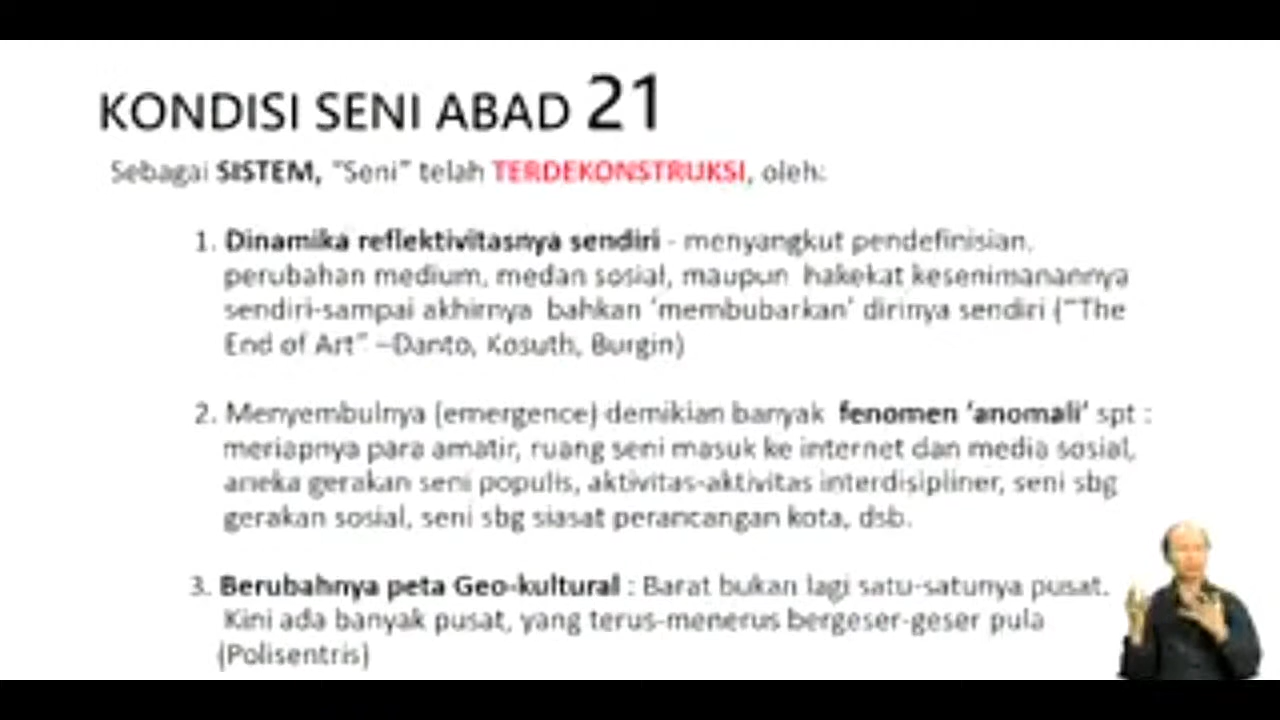 KONDISI SENI ABAD 21
Sebagai SISTEM, "Seni" telah TERDEKONSTRUKSI, oleh:
1. Dinamika reflektivitasnya sendiri - menyangkut pendefinisian,
perubahan medium, medan sosial, maupun hakekat kesenimanannya
sendiri-sampai akhirnya bahkan 'membubarkan' dirinya sendiri ("The
End of Art" –Danto, Kosuth, Burgin)
2. Menyembulnya (emergence) demikian banyak fenomen 'anomali' spt :
meriapnya para amatir, ruang seni masuk ke internet dan media sosial,
aneka gerakan seni populis, aktivitas-aktivitas interdisipliner, seni sbg
gerakan sosial, seni sbg siasat perancangan kota, dsb.
3. Berubahnya peta Geo-kultural : Barat bukan lagi satu-satunya pusat.
Kini ada banyak pusat, yang terus-menerus bergeser-geser pula
(Polisentris)